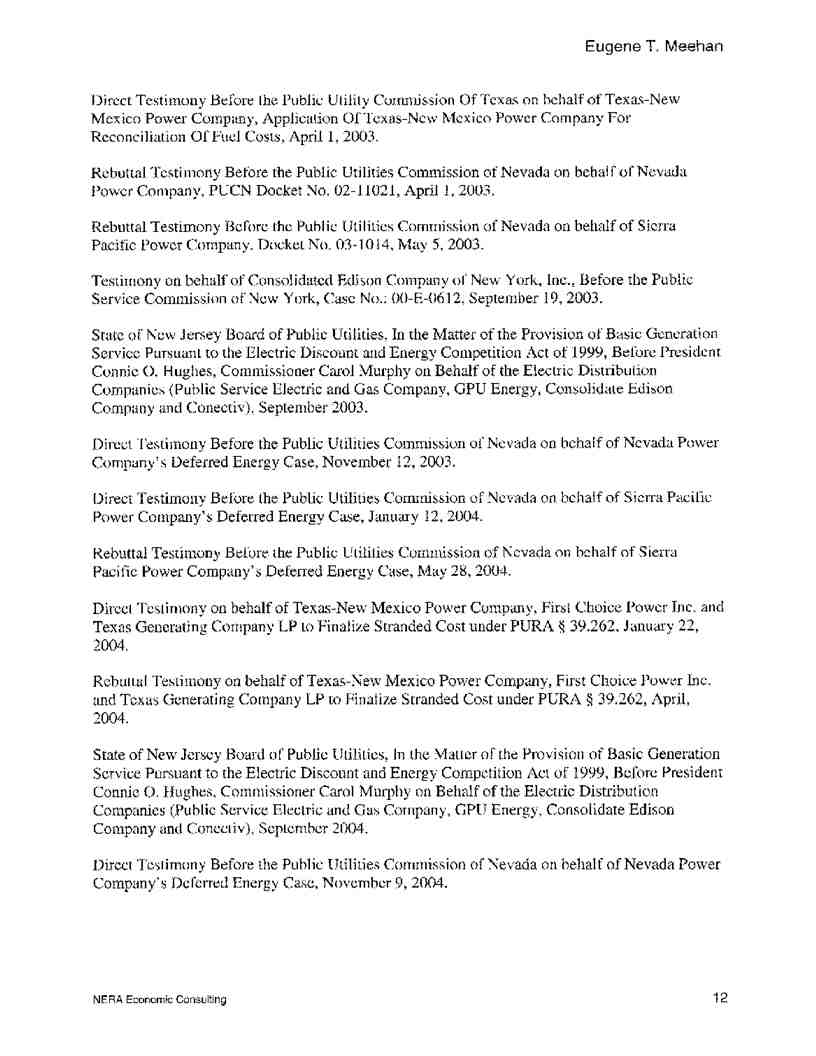 Eugene T. Meehan
Direct Testimony Before the Public Utility Commission Of Texas on behalf of Texas-New
Mexico Power Company, Application Of Texas-New Mexico Power Company For
Reconciliation Of Fuel Costs, April 1, 2003.
Rebuttal Testimony Before the Public Utilities Commission of Nevada on behalf of Nevada
Power Company, PUCN Docket No. 02-11021, April 1, 2003.
Rebuttal Testimony Before the Public Utilities Commission of Nevada on behalf of Sierra
Pacific Power Company. Docket No. 03-1014, May 5, 2003.
Testimony on behalf of Consolidated Edison Company of New York, Inc., Before the Public
Service Commission of New York, Case No.: 00-E-0612, September 19, 2003.
State of New Jersey Board of Public Utilities, In the Matter of the Provision of Basic Generation
Service Pursuant to the Electric Discount and Energy Competition Act of 1999, Before President
Connie O. Hughes, Commissioner Carol Murphy on Behalf of the Electric Distribution
Companies (Public Service Electric and Gas Company, GPU Energy, Consolidate Edison
Company and Conectiv), September 2003.
Direct Testimony Before the Public Utilities Commission of Nevada on behalf of Nevada Power
Company's Deferred Energy Case, November 12, 2003.
Direct Testimony Before the Public Utilities Commission of Nevada on behalf of Sierra Pacific
Power Company's Deferred Energy Case, January 12, 2004.
Rebuttal Testimony Before the Public Utilities Commission of Nevada on behalf of Sierra
Pacific Power Company's Deferred Energy Case, May 28, 2004.
Direct Testimony on behalf of Texas-New Mexico Power Company, First Choice Power Inc. and
Texas Generating Company LP to Finalize Stranded Cost under PURA § 39.262, January 22,
2004.
Rebuttal Testimony on behalf of Texas-New Mexico Power Company, First Choice Power Inc.
and Texas Generating Company LP to Finalize Stranded Cost under PURA § 39.262, April,
2004.
State of New Jersey Board of Public Utilities, In the Matter of the Provision of Basic Generation
Service Pursuant to the Electric Discount and Energy Competition Act of 1999, Before President
Connie O. Hughes, Commissioner Carol Murphy on Behalf of the Electric Distribution
Companies (Public Service Electric and Gas Company, GPU Energy, Consolidate Edison
Company and Conectiv), September 2004.
Direct Testimony Before the Public Utilities Commission of Nevada on behalf of Nevada Power
Company's Deferred Energy Case, November 9, 2004.
NERA Economic Consulting
12